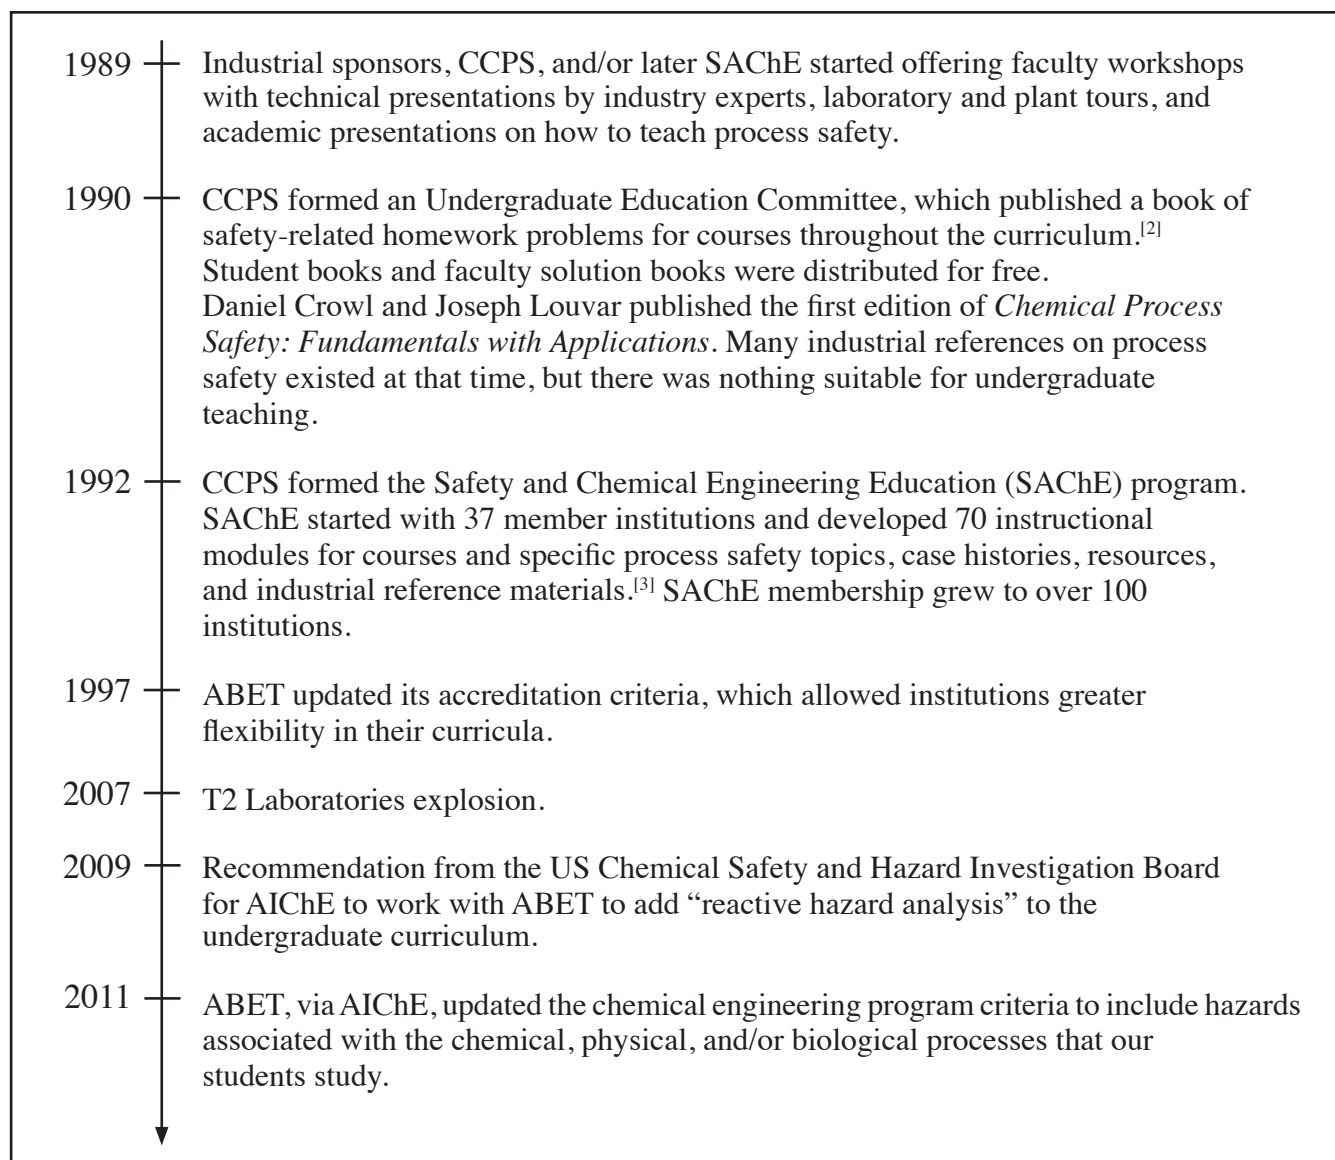 1989 Industrial sponsors, CCPS, and/or later SAChE started offering faculty workshops
with technical presentations by industry experts, laboratory and plant tours, and
academic presentations on how to teach process safety.
1990 CCPS formed an Undergraduate Education Committee, which published a book of
safety-related homework problems for courses throughout the curriculum.[2]
Student books and faculty solution books were distributed for free.
Daniel Crowl and Joseph Louvar published the first edition of Chemical Process
Safety: Fundamentals with Applications. Many industrial references on process
safety existed at that time, but there was nothing suitable for undergraduate
teaching.
1992 CCPS formed the Safety and Chemical Engineering Education (SAChE) program.
SAChE started with 37 member institutions and developed 70 instructional
modules for courses and specific process safety topics, case histories, resources,
and industrial reference materials.[3] SAChE membership grew to over 100
institutions.
1997 ABET updated its accreditation criteria, which allowed institutions greater
flexibility in their curricula.
2007 T2 Laboratories explosion.
2009 Recommendation from the US Chemical Safety and Hazard Investigation Board
for AIChE to work with ABET to add “reactive hazard analysis” to the
undergraduate curriculum.
2011 ABET, via AIChE, updated the chemical engineering program criteria to include hazards
associated with the chemical, physical, and/or biological processes that our
students study.